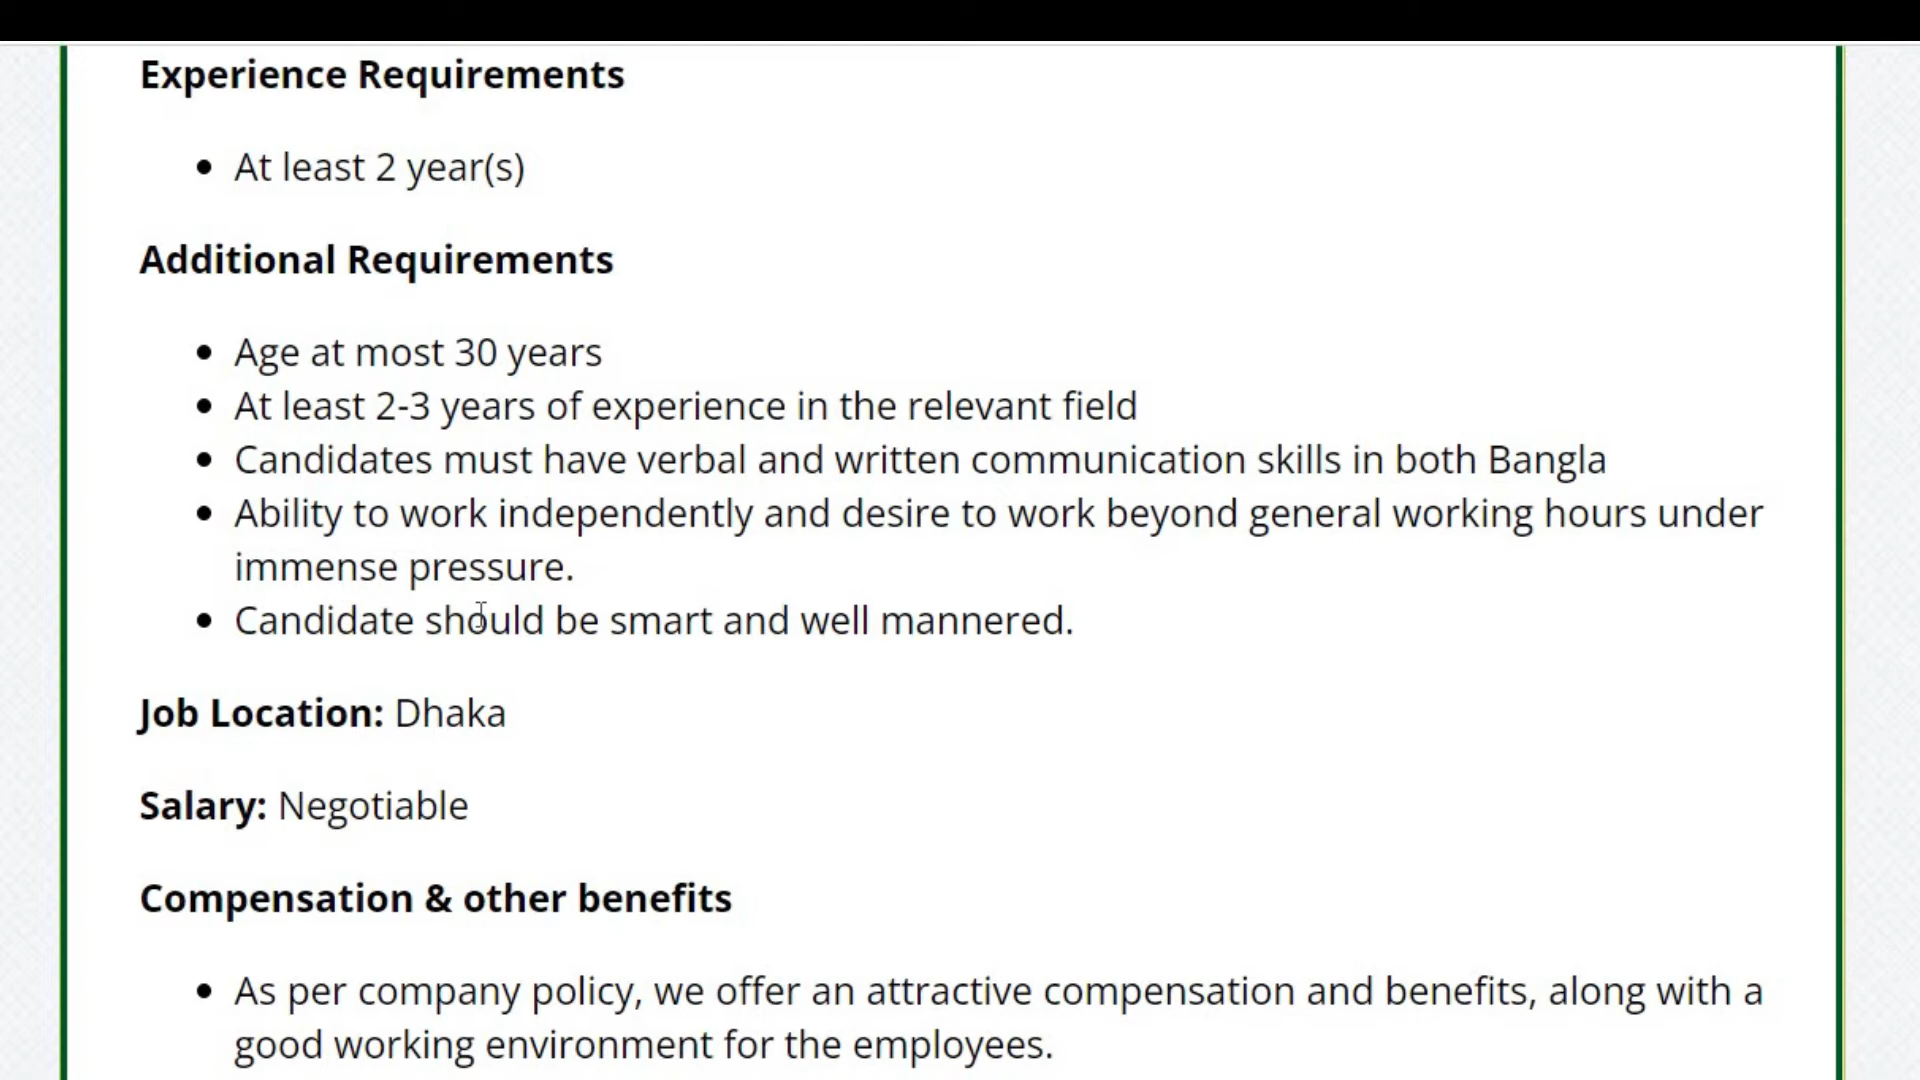 Experience Requirements
At least 2 year(s)
Additional Requirements
Age at most 30 years
At least 2-3 years of experience in the relevant field
Candidates must have verbal and written communication skills in both Bangla
Ability to work independently and desire to work beyond general working hours under
immense pressure.
Candidate should be smart and well mannered.
Job Location: Dhaka
Salary: Negotiable
Compensation & other benefits
As per company policy, we offer an attractive compensation and benefits, along with a
good working environment for the employees.